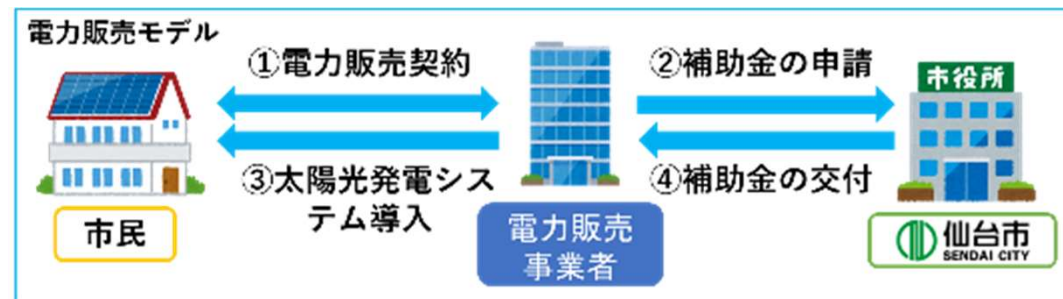 電力販売モデル
①電力販売契約
②補助金の申請
市役所
③太陽光発電シス
テム導入
④補助金の交付
市民
電力販売
事業者
仙台市
SENDAI CITY